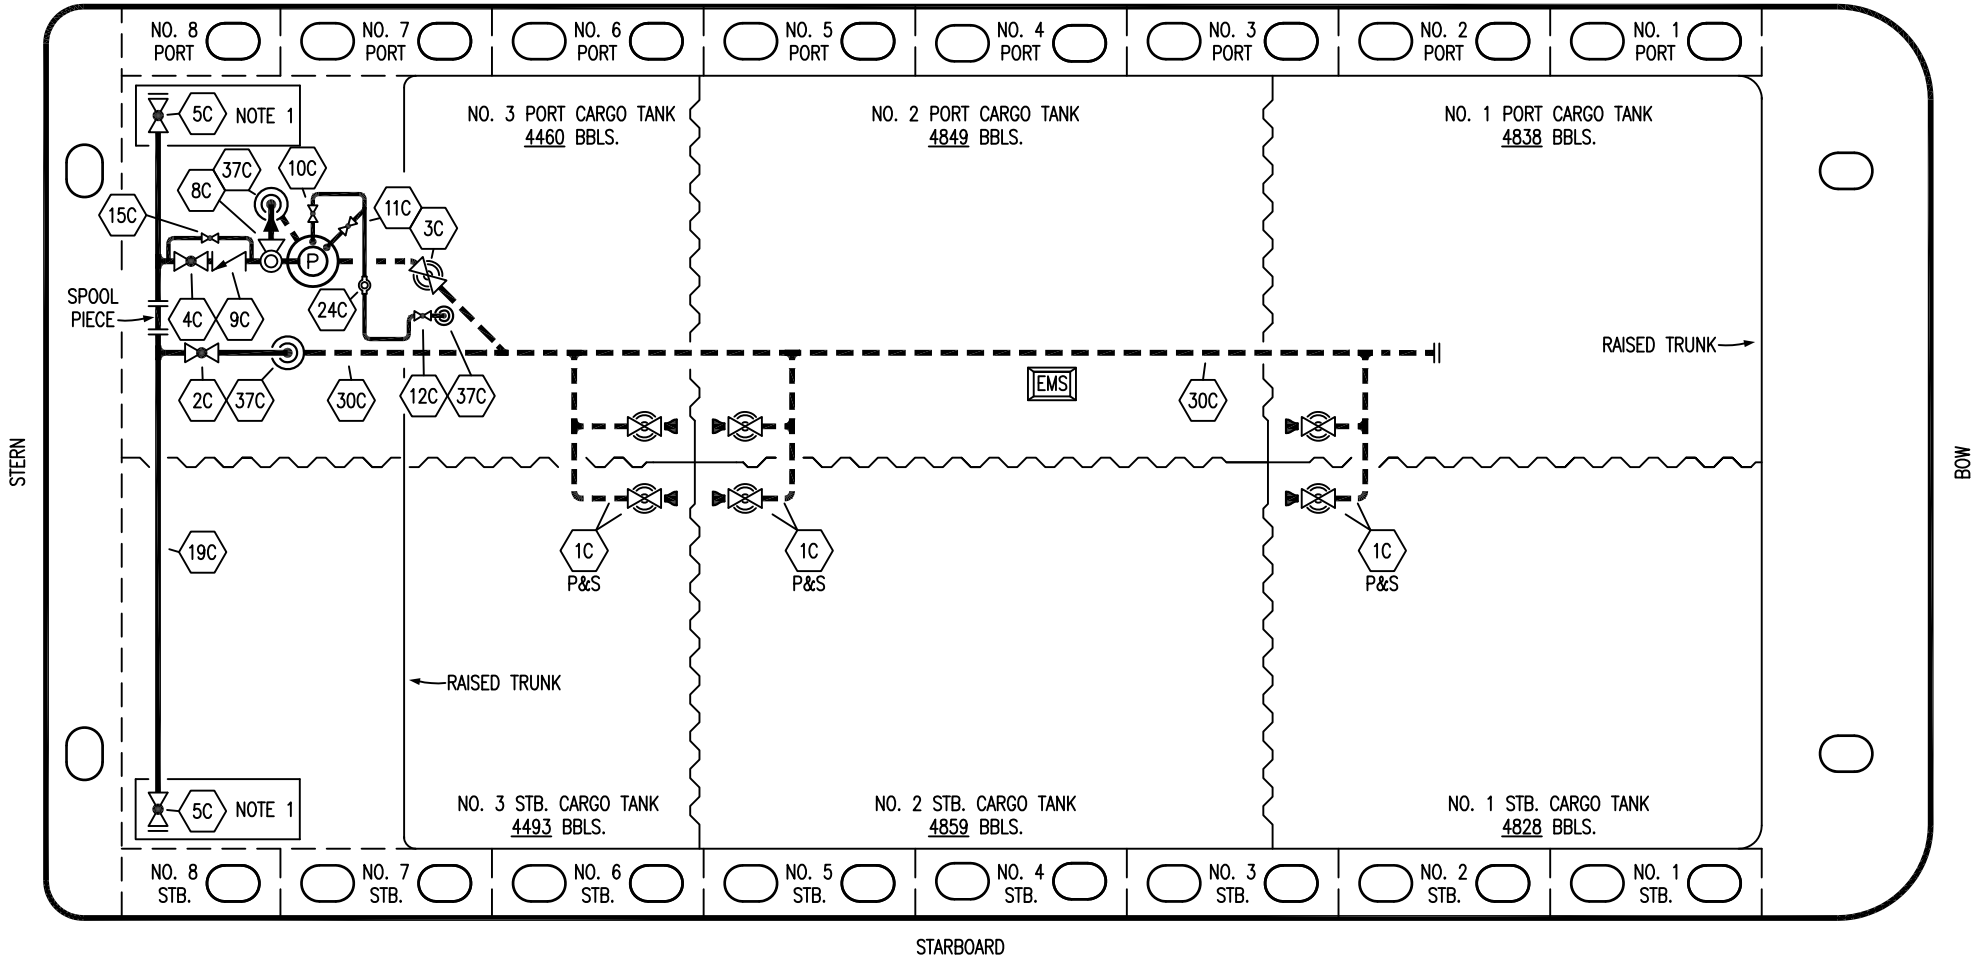 NO. 8
PORT
NO. 7
PORT
NO. 6
PORT
NO. 5
PORT
NO. 4
PORT
NO. 3
PORT
NO. 2
PORT
NO. 1
PORT
5C NOTE 1
NO. 3 PORT CARGO TANK
4460 BBLS.
NO. 2 PORT CARGO TANK
4849 BBLS.
NO. 1 PORT CARGO TANK
4838 BBLS.
37C
10C
8C
15C
11C
3C
P
SPOOL
PIECE
4C
9C
24C
RAISED TRUNK
2C
37C
30C
12C
37C
EMS
30C
STERN
BOW
19C
1C
P&S
1C
P&S
1C
P&S
RAISED TRUNK
5C NOTE 1
NO. 3 STB. CARGO TANK
4493 BBLS.
NO. 2 STB. CARGO TANK
4859 BBLS.
NO. 1 STB. CARGO TANK
4828 BBLS.
NO. 8
STB.
NO. 7
STB.
NO. 6
STB.
NO. 5
STB.
NO. 4
STB.
NO. 3
STB.
NO. 2
STB.
NO. 1
STB.
STARBOARD